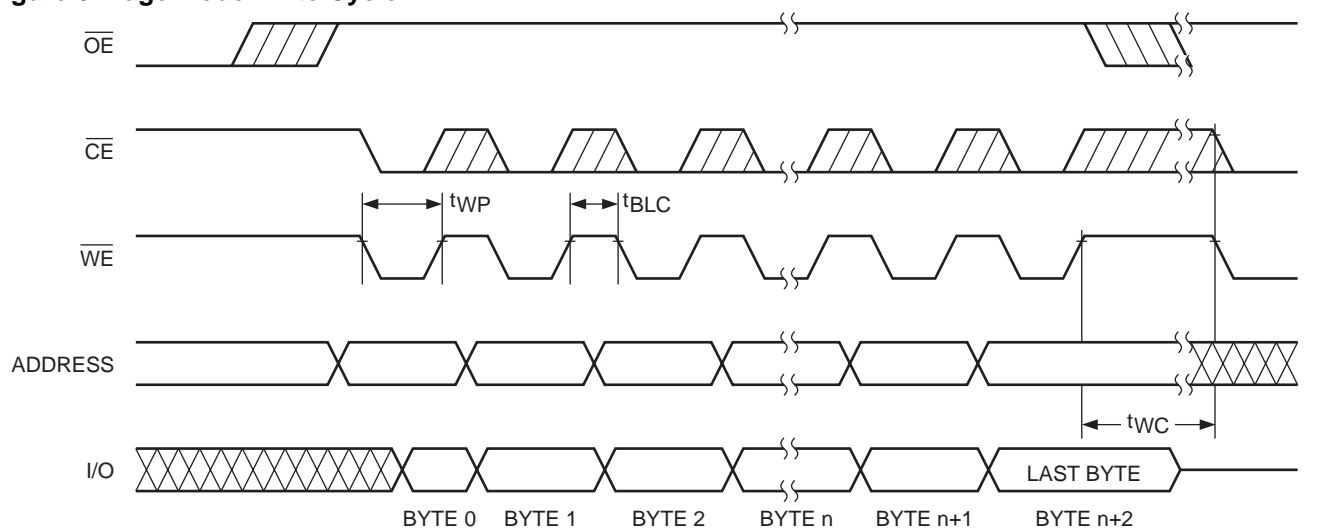 OE
CE
tWP
tBLC
WE
ADDRESS
tWC
I/O
LAST BYTE
BYTE 0 BYTE 1 BYTE 2 BYTE n BYTE n+1 BYTE n+2